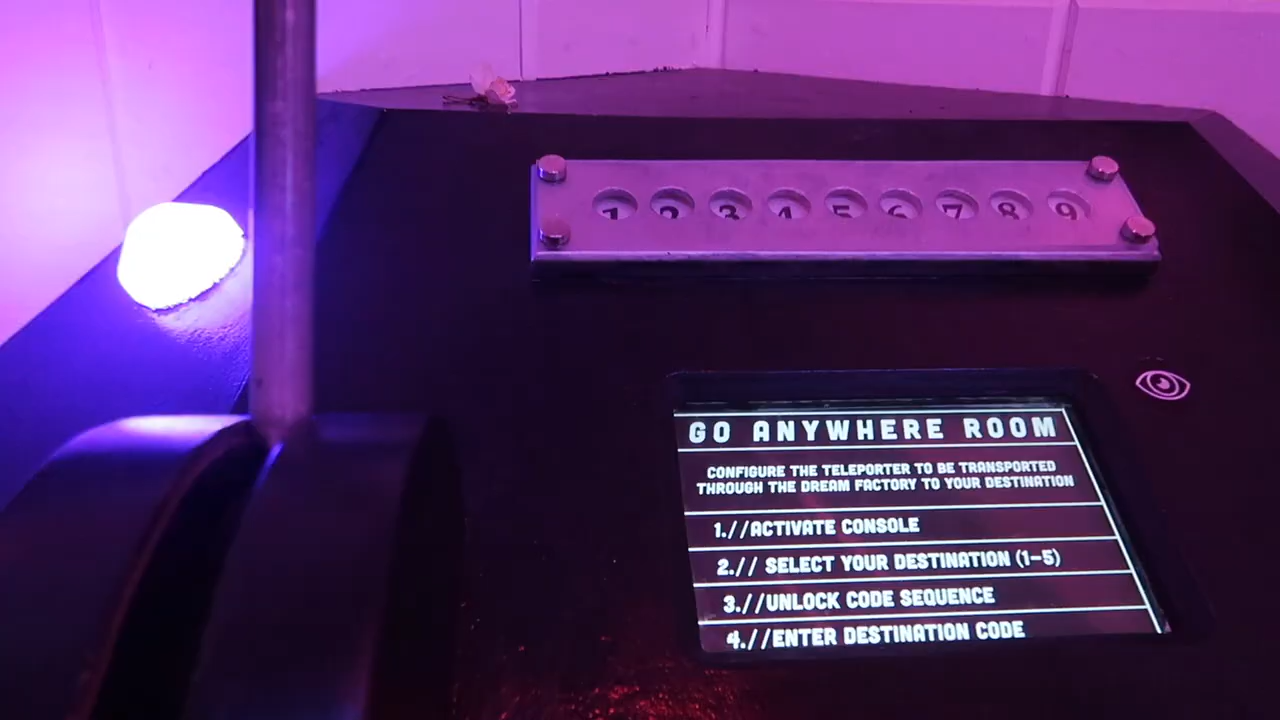 1 2 3 4 5 6 7 8 9
GO ANYWHERE ROOM
CONFIGURE THE TELEPORTER TO BE TRANSPORTED
THROUGH THE DREAM FACTORY TO YOUR DESTINATION
1.//ACTIVATE CONSOLE
2.// SELECT YOUR DESTINATION (1-5)
3.//UNLOCK CODE SEQUENCE
4.//ENTER DESTINATION CODE